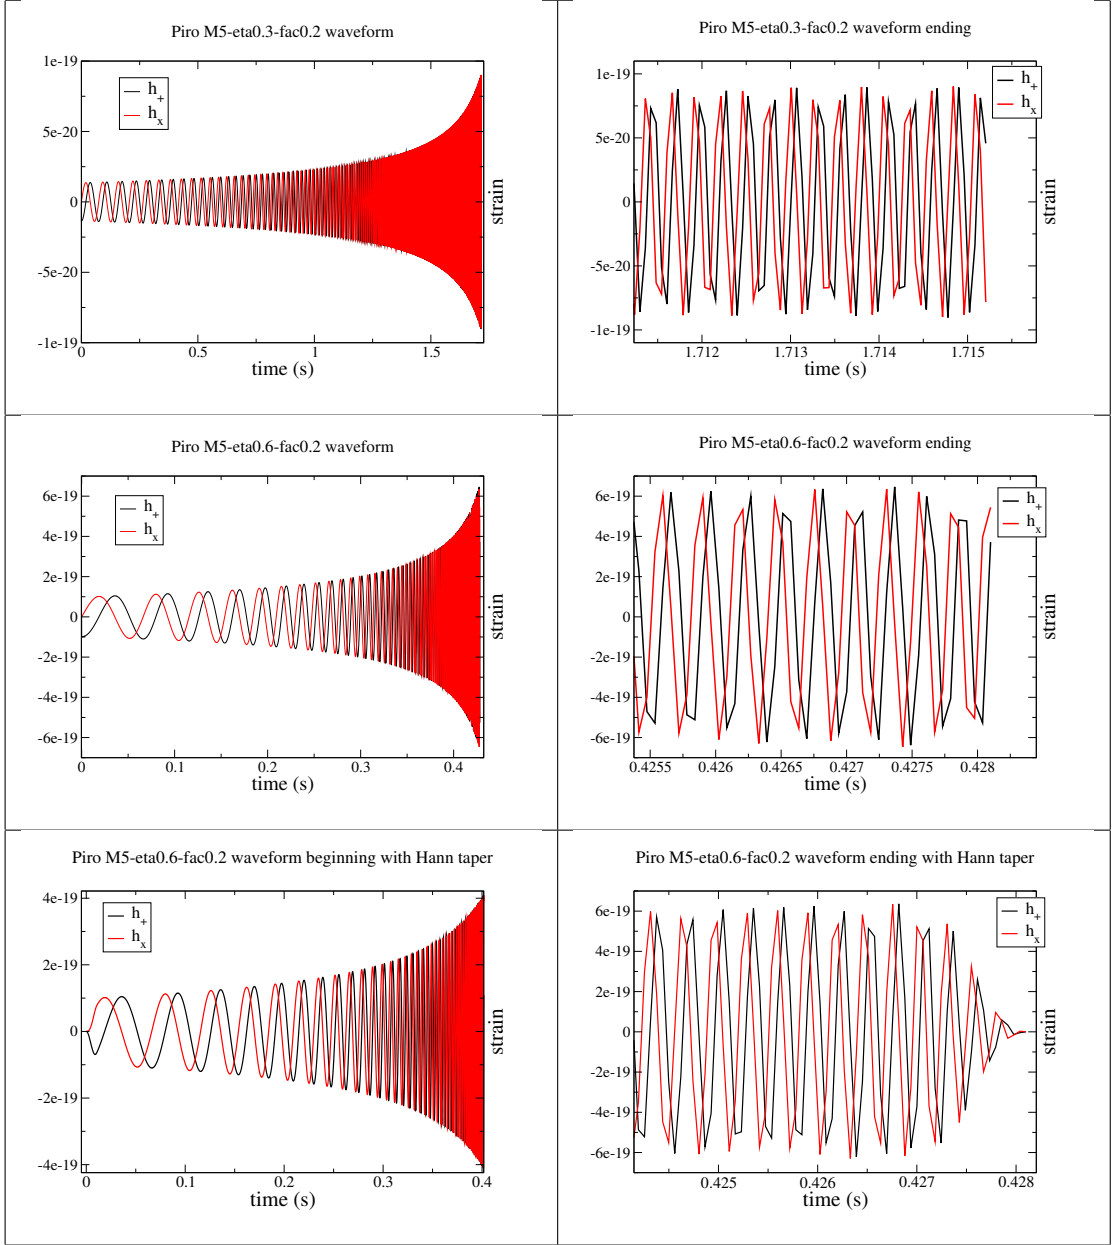 Piro M5-eta0.3-fac0.2 waveform
1e-19
5e-20
0
-5e-20
-1e-19
h+
hx
strain
0 0.5 1 1.5
time (s)
Piro M5-eta0.3-fac0.2 waveform ending
1e-19
5e-20
0
-5e-20
-1e-19
h+
hx
strain
1.712 1.713 1.714 1.715
time (s)
Piro M5-eta0.6-fac0.2 waveform
6e-19
4e-19
2e-19
0
-2e-19
-4e-19
-6e-19
h+
hx
strain
0 0.1 0.2 0.3 0.4
time (s)
Piro M5-eta0.6-fac0.2 waveform ending
6e-19
4e-19
2e-19
0
-2e-19
-4e-19
-6e-19
h+
hx
strain
0.4255 0.426 0.4265 0.427 0.4275 0.428
time (s)
Piro M5-eta0.6-fac0.2 waveform beginning with Hann taper
4e-19
2e-19
0
-2e-19
-4e-19
h+
hx
strain
0 0.1 0.2 0.3 0.4
time (s)
Piro M5-eta0.6-fac0.2 waveform ending with Hann taper
6e-19
4e-19
2e-19
0
-2e-19
-4e-19
-6e-19
h+
hx
strain
0.425 0.426 0.427 0.428
time (s)